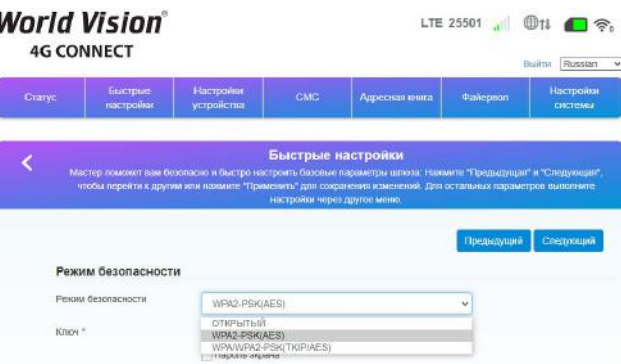 World Vision®
4G CONNECT
LTE 25501
Выйти Russian
Статус Быстрые настройки Настройки устройства СМС Адресная книга Файервол Настройки системы
Быстрые настройки
Мастер поможет вам безопасно и быстро настроить базовые параметры шлюза: Нажмите "Предыдущая" и "Следующая",
чтобы перейти к другим или нажмите "Применить" для сохранения изменений. Для остальных параметров выполните
настройки через другое меню.
Предыдущий Следующий
Режим безопасности
Режим безопасности WPA2-PSK(AES)
ОТКРЫТЫЙ
Ключ * WPA2-PSK(AES)
WPA/WPA2-PSK(TKIP/AES)
Пароль экрана